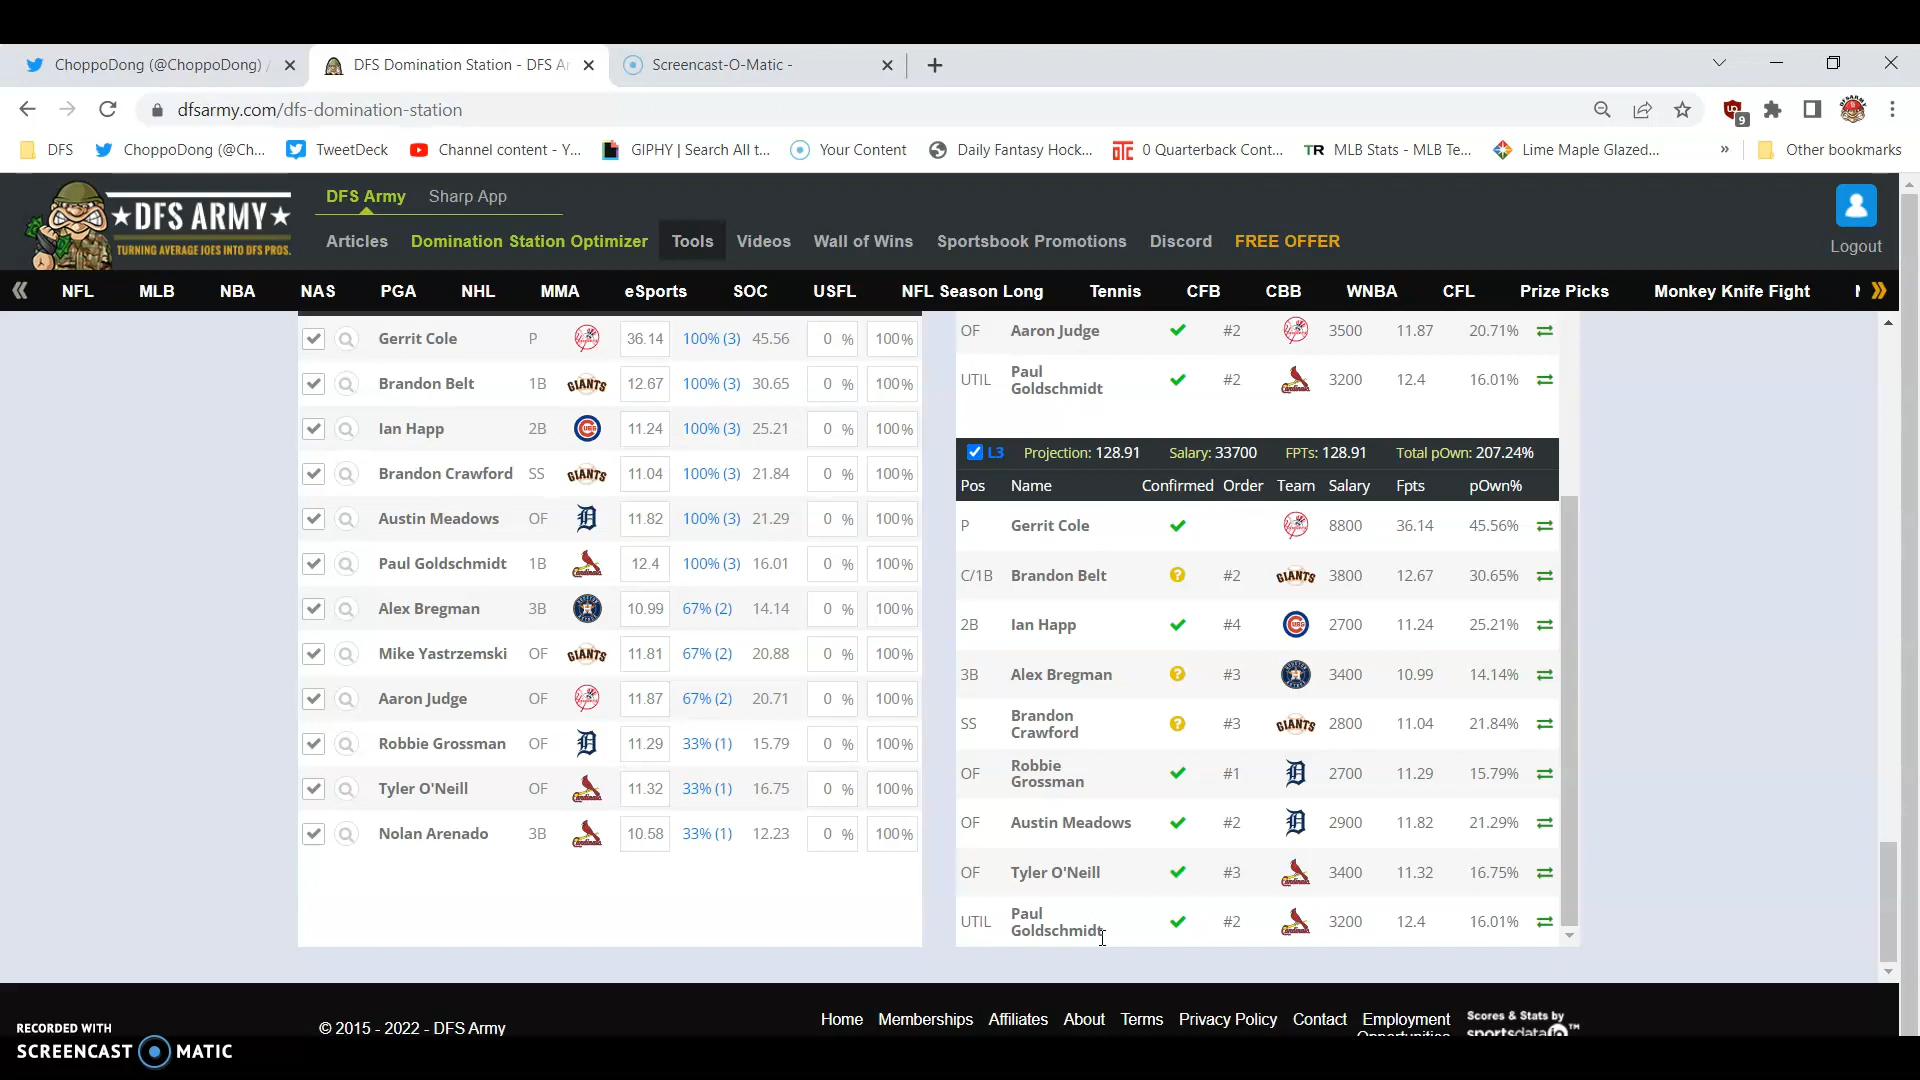 ChoppoDong (@ChoppoDong) /
DFS Domination Station - DFS Ar
Screencast-O-Matic -
dfsarmy.com/dfs-domination-station
9
DFS
ChoppoDong (@Ch...
TweetDeck
Channel content - Y...
GIPHY | Search All t...
Your Content
Daily Fantasy Hock...
0 Quarterback Cont...
TR MLB Stats - MLB Te...
Lime Maple Glazed...
»
Other bookmarks
DFS ARMY
TURNING AVERAGE JOES INTO DFS PROS.
DFS Army
Sharp App
Articles
Domination Station Optimizer
Tools
Videos
Wall of Wins
Sportsbook Promotions
Discord
FREE OFFER
Logout
NFL
MLB
NBA
NAS
PGA
NHL
MMA
eSports
SOC
USFL
NFL Season Long
Tennis
CFB
CBB
WNBA
CFL
Prize Picks
Monkey Knife Fight
Gerrit Cole P 36.14 100% (3) 45.56 0 % 100%
Brandon Belt 1B GIANTS 12.67 100% (3) 30.65 0 % 100%
Ian Happ 2B CUBS 11.24 100% (3) 25.21 0 % 100%
Brandon Crawford SS GIANTS 11.04 100% (3) 21.84 0 % 100%
Austin Meadows OF 11.82 100% (3) 21.29 0 % 100%
Paul Goldschmidt 1B Cardinals 12.4 100% (3) 16.01 0 % 100%
Alex Bregman 3B 10.99 67% (2) 14.14 0 % 100%
Mike Yastrzemski OF GIANTS 11.81 67% (2) 20.88 0 % 100%
Aaron Judge OF 11.87 67% (2) 20.71 0 % 100%
Robbie Grossman OF 11.29 33% (1) 15.79 0 % 100%
Tyler O'Neill OF Cardinals 11.32 33% (1) 16.75 0 % 100%
Nolan Arenado 3B Cardinals 10.58 33% (1) 12.23 0 % 100%
OF Aaron Judge #2 3500 11.87 20.71%
UTIL Paul Goldschmidt #2 Cardinals 3200 12.4 16.01%
L3 Projection: 128.91 Salary: 33700 FPTs: 128.91 Total pOwn: 207.24%
Pos Name Confirmed Order Team Salary Fpts pOwn%
P Gerrit Cole 8800 36.14 45.56%
C/1B Brandon Belt ? #2 GIANTS 3800 12.67 30.65%
2B Ian Happ #4 CUBS 2700 11.24 25.21%
3B Alex Bregman ? #3 3400 10.99 14.14%
SS Brandon Crawford ? #3 GIANTS 2800 11.04 21.84%
OF Robbie Grossman #1 2700 11.29 15.79%
OF Austin Meadows #2 2900 11.82 21.29%
OF Tyler O'Neill #3 Cardinals 3400 11.32 16.75%
UTIL Paul Goldschmidt #2 Cardinals 3200 12.4 16.01%
© 2015 - 2022 - DFS Army
Home
Memberships
Affiliates
About
Terms
Privacy Policy
Contact
Employment
Opportunities
Scores & Stats by
sportsdataio™
RECORDED WITH
SCREENCAST MATIC